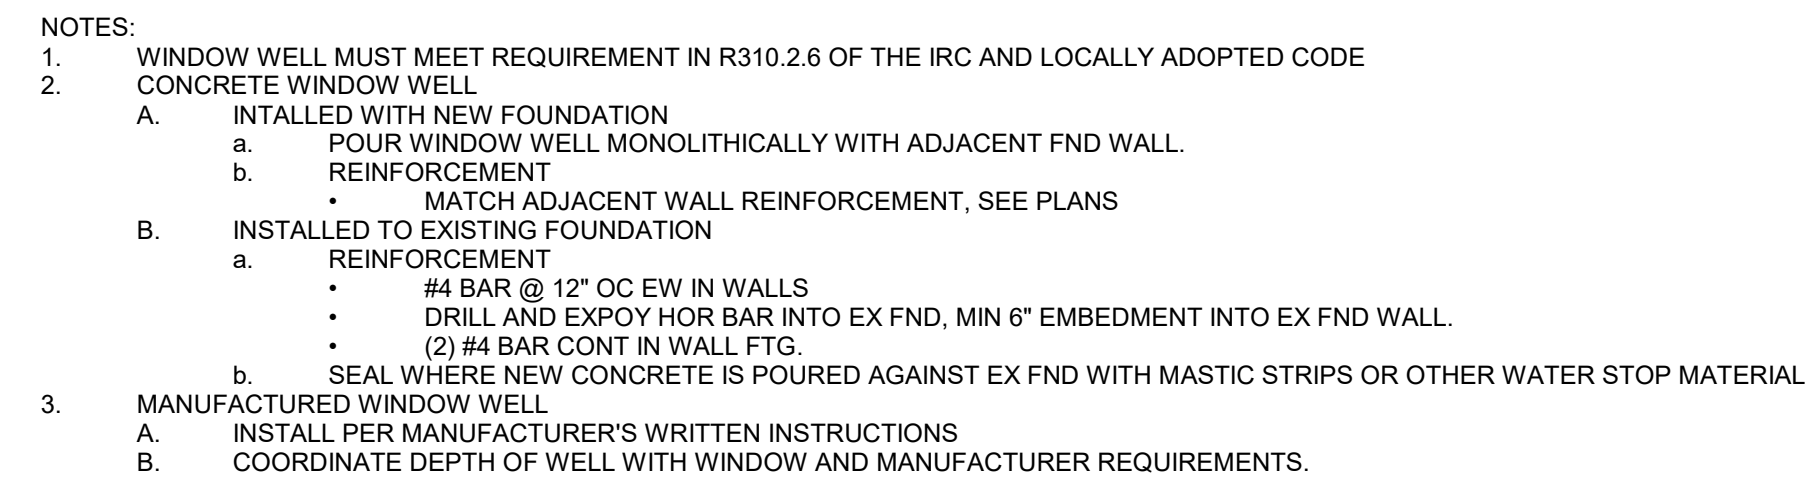 NOTES:
1. WINDOW WELL MUST MEET REQUIREMENT IN R310.2.6 OF THE IRC AND LOCALLY ADOPTED CODE
2. CONCRETE WINDOW WELL
A. INTALLED WITH NEW FOUNDATION
a. POUR WINDOW WELL MONOLITHICALLY WITH ADJACENT FND WALL.
b. REINFORCEMENT
• MATCH ADJACENT WALL REINFORCEMENT, SEE PLANS
B. INSTALLED TO EXISTING FOUNDATION
a. REINFORCEMENT
• #4 BAR @ 12" OC EW IN WALLS
• DRILL AND EXPOY HOR BAR INTO EX FND, MIN 6" EMBEDMENT INTO EX FND WALL.
• (2) #4 BAR CONT IN WALL FTG.
b. SEAL WHERE NEW CONCRETE IS POURED AGAINST EX FND WITH MASTIC STRIPS OR OTHER WATER STOP MATERIAL
3. MANUFACTURED WINDOW WELL
A. INSTALL PER MANUFACTURER'S WRITTEN INSTRUCTIONS
B. COORDINATE DEPTH OF WELL WITH WINDOW AND MANUFACTURER REQUIREMENTS.